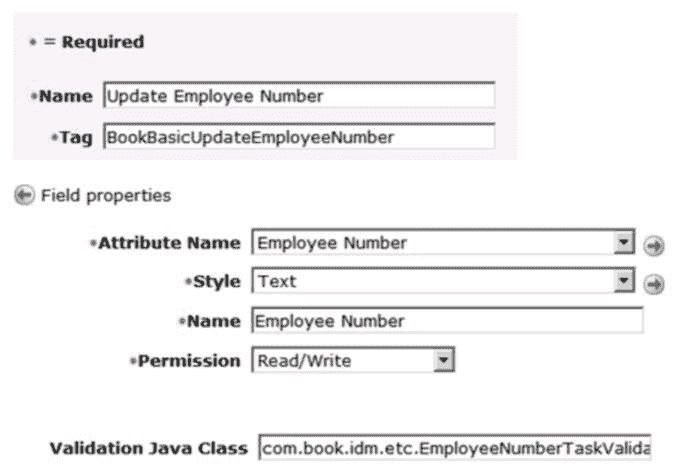 * = Required
*Name Update Employee Number
*Tag BookBasicUpdateEmployeeNumber
Field properties
*Attribute Name Employee Number
*Style Text
*Name Employee Number
*Permission Read/Write
Validation Java Class com.book.idm.etc.EmployeeNumberTaskValida